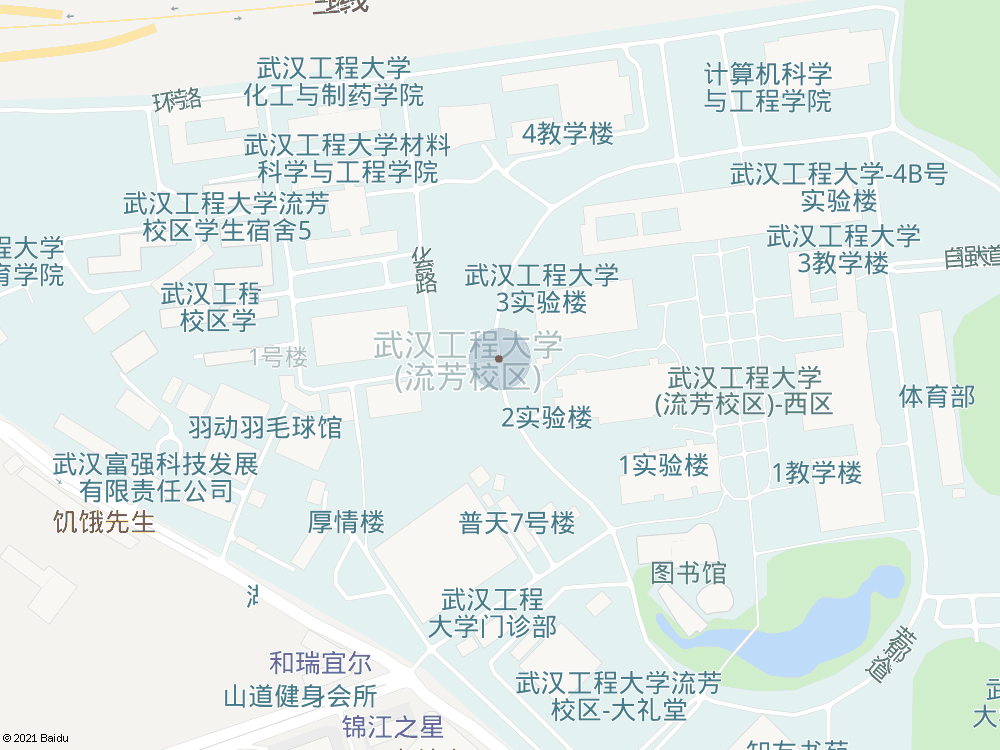 武汉工程大学
化工与制药学院
环芳路
计算机科学
与工程学院
4教学楼
武汉工程大学材料
科学与工程学院
武汉工程大学-4B号
实验楼
武汉工程大学流芳
校区学生宿舍5
程大学
育学院
武汉工程大学
3教学楼
自强大道
化会路
武汉工程大学
3实验楼
武汉工程
校区学
1号楼
武汉工程大学
(流芳校区)
武汉工程大学
(流芳校区)-西区
体育部
2实验楼
羽动羽毛球馆
武汉富强科技发展
有限责任公司
1实验楼
1教学楼
饥饿先生
厚情楼
普天7号楼
图书馆
武汉工程
大学门诊部
芳郁道
和瑞宜尔
山道健身会所
武汉工程大学流芳
校区-大礼堂
锦江之星
© 2021 Baidu